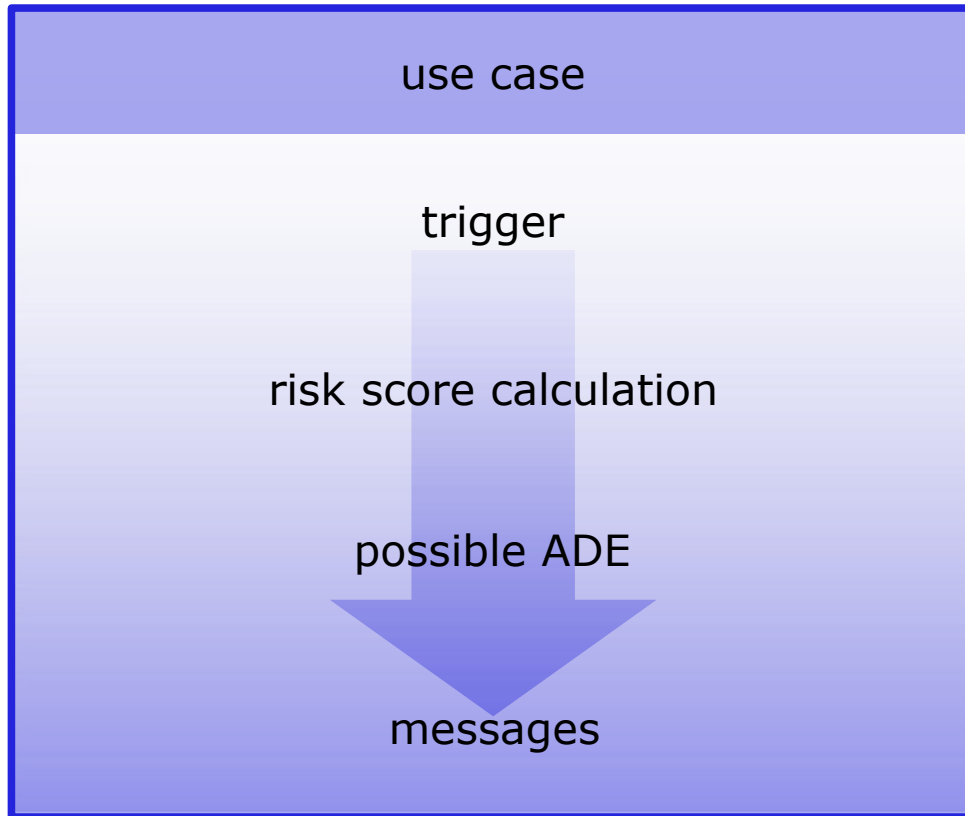 use case
trigger
risk score calculation
possible ADE
messages